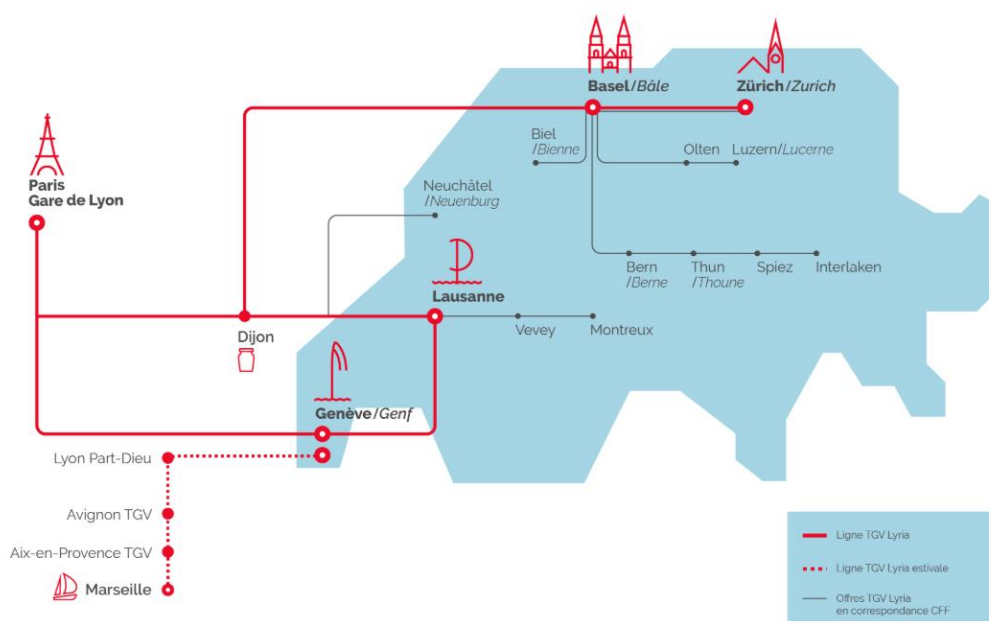 Basel/Bâle
Zürich/Zurich
Biel
/Bienne
Olten
Luzern/Lucerne
Paris
Gare de Lyon
Neuchâtel
/Neuenburg
Bern
/Berne
Thun
/Thoune
Spiez
Interlaken
Lausanne
Dijon
Vevey
Montreux
Genève/Genf
Lyon Part-Dieu
Avignon TGV
Aix-en-Provence TGV
Marseille
Ligne TGV Lyria
Ligne TGV Lyria estivale
Offres TGV Lyria
en correspondance CFF